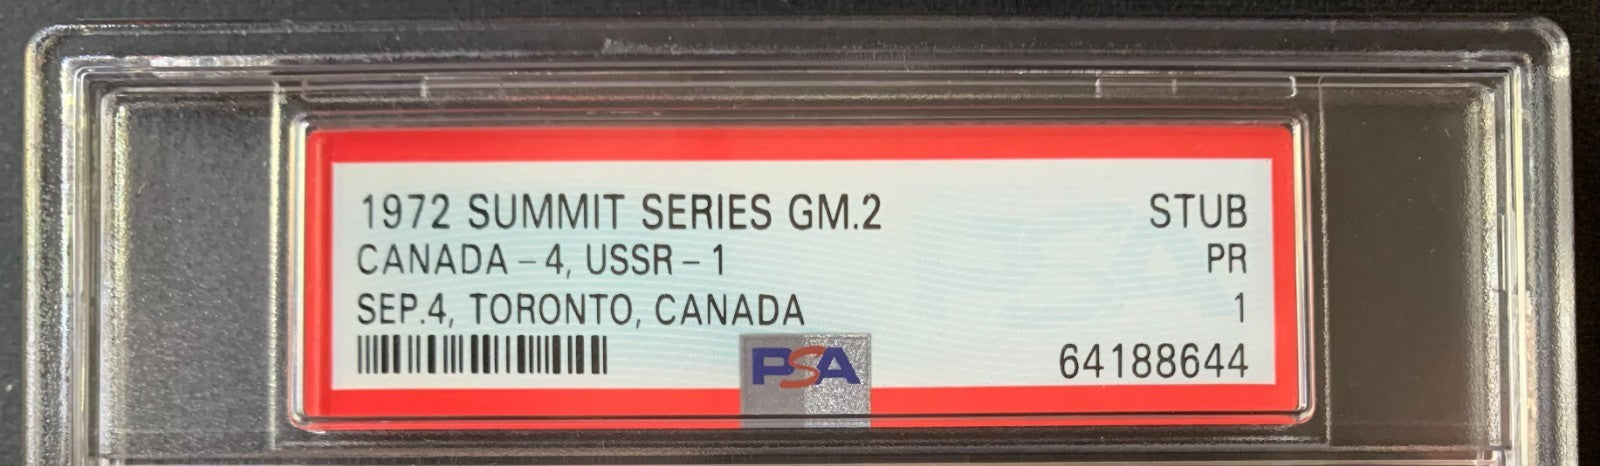 1972 SUMMIT SERIES GM.2 STUB
CANADA - 4, USSR - 1 PR
SEP.4, TORONTO, CANADA 1
PSA 64188644